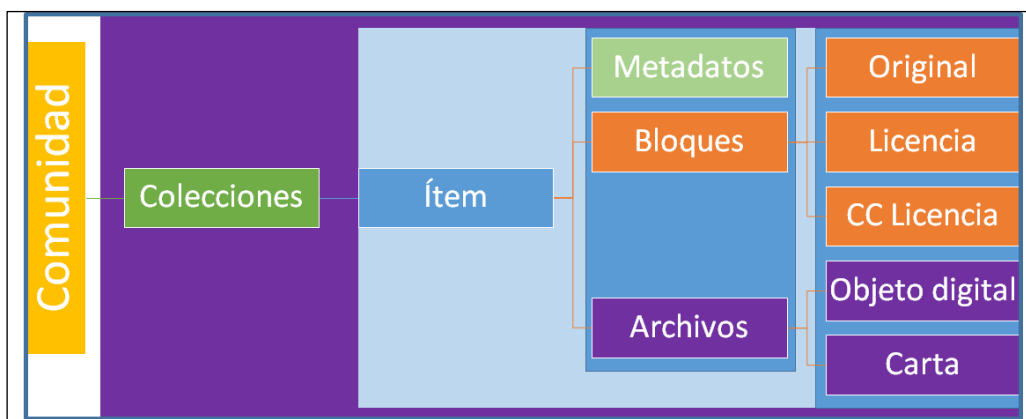 Comunidad
Colecciones
Ítem
Metadatos
Bloques
Archivos
Original
Licencia
CC Licencia
Objeto digital
Carta